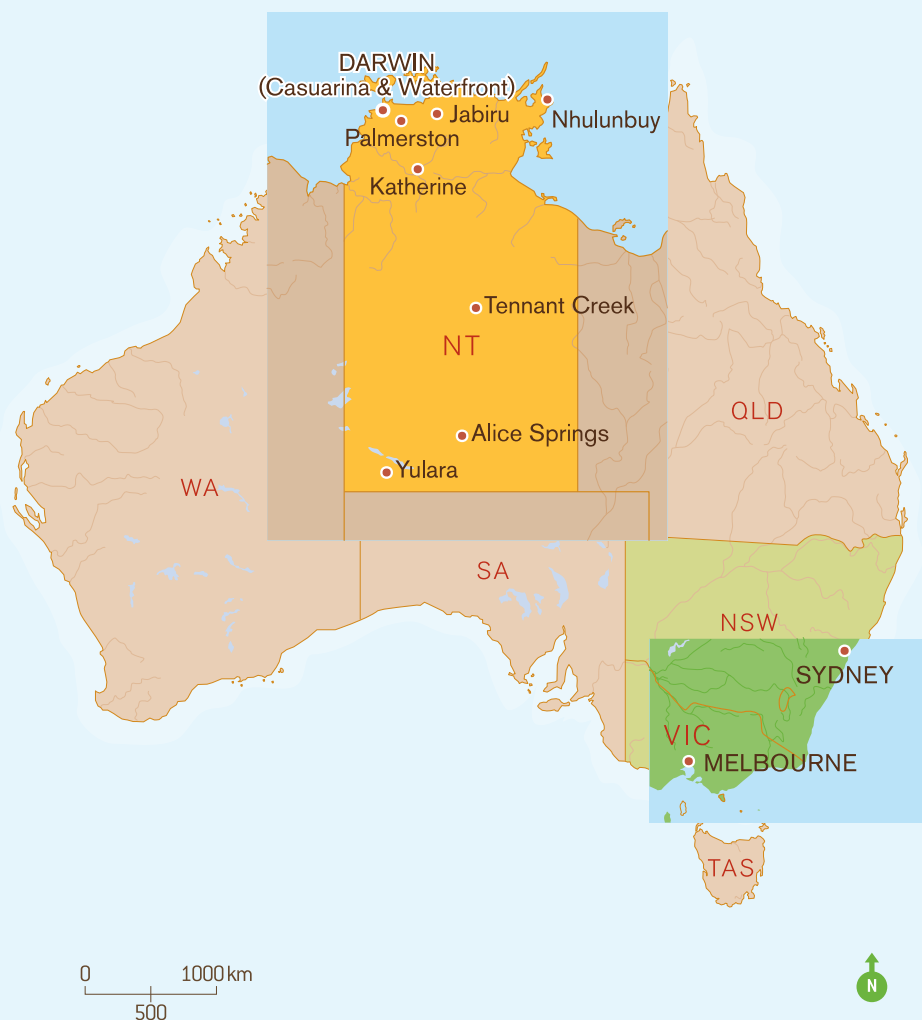 DARWIN
(Casuarina & Waterfront)
Jabiru
Nhulunbuy
Palmerston
Katherine
Tennant Creek
NT
QLD
Alice Springs
Yulara
WA
SA
NSW
SYDNEY
VIC
MELBOURNE
TAS
0 1000 km
500
N